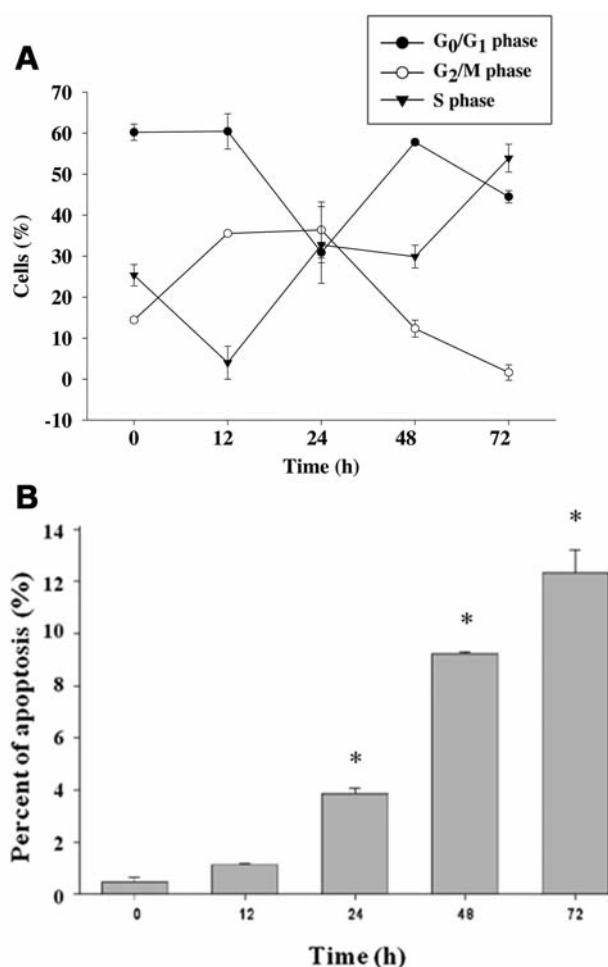 A
G0/G1 phase
G2/M phase
S phase
Cells (%)
70
60
50
40
30
20
10
0
-10
0 12 24 48 72
Time (h)
B
Percent of apoptosis (%)
14
12
10
8
6
4
2
0
*
*
*
0 12 24 48 72
Time (h)